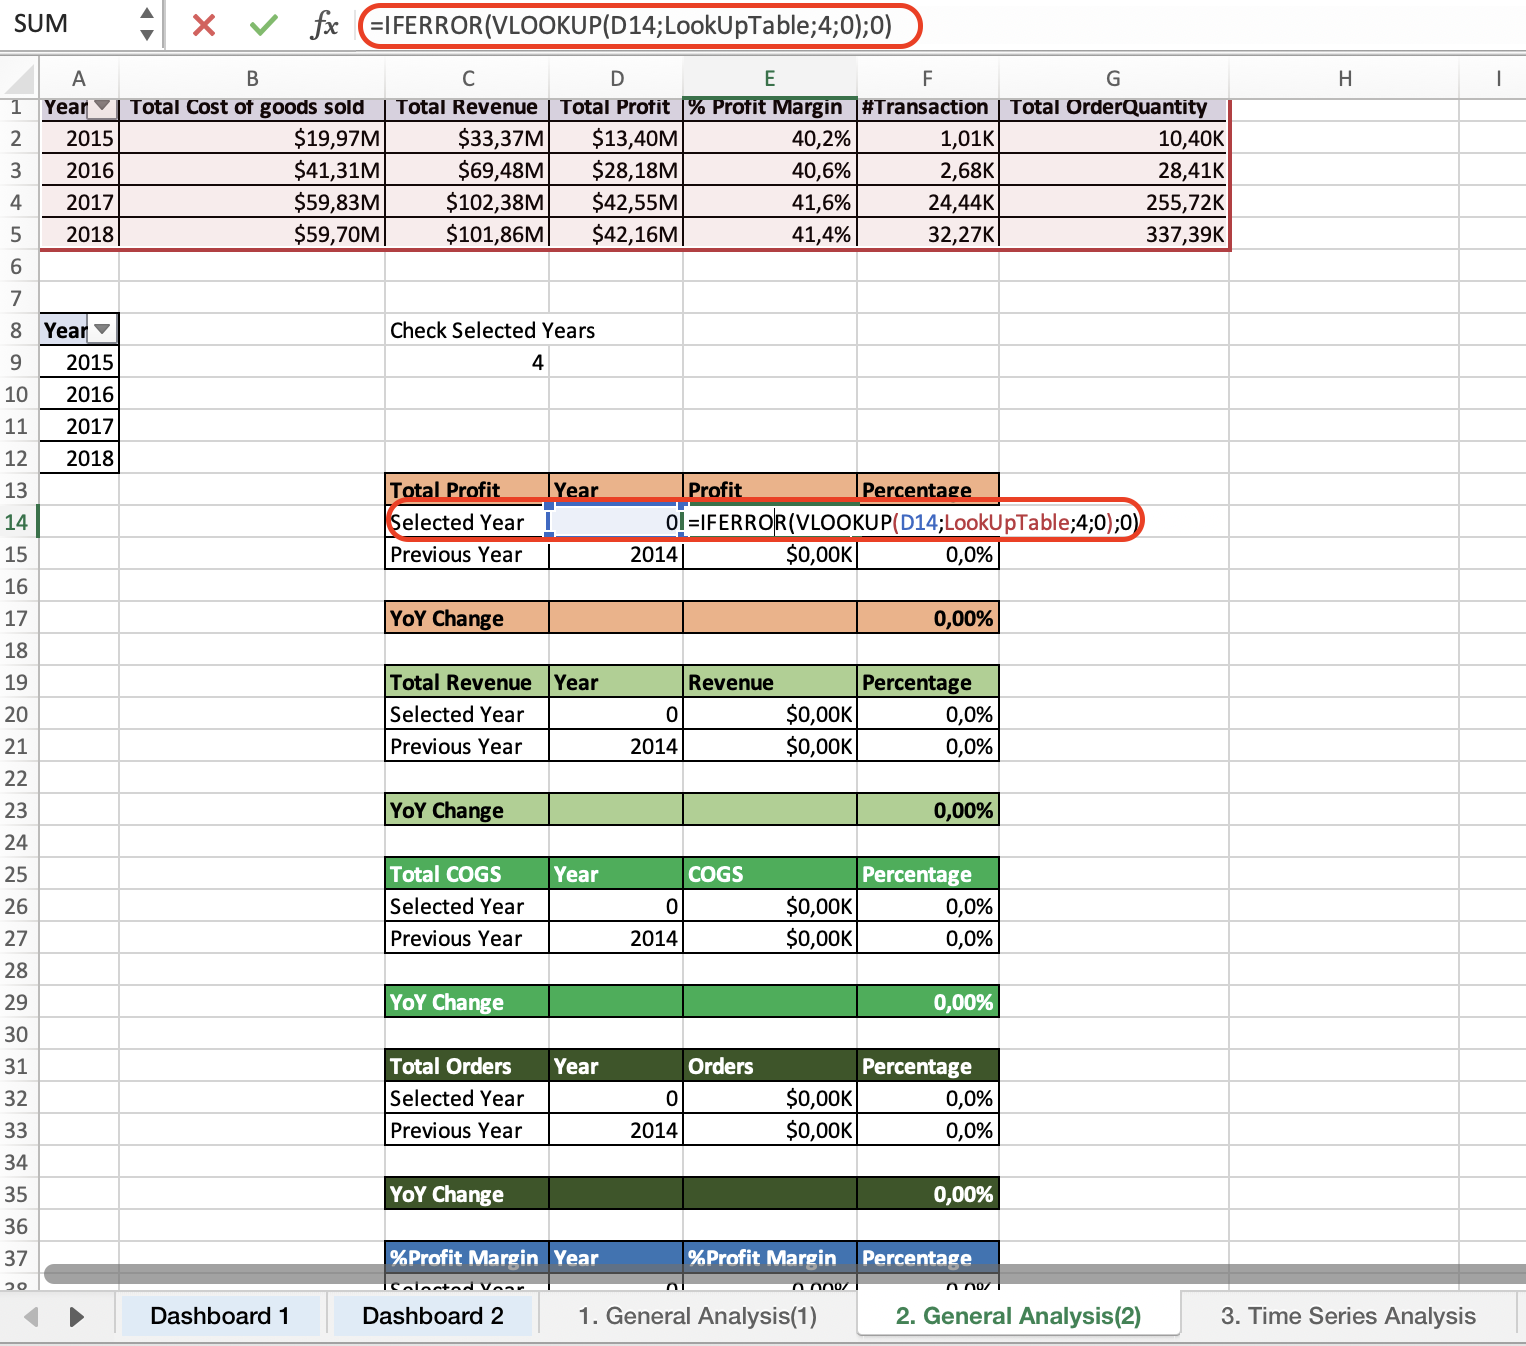 SUM fx =IFERROR(VLOOKUP(D14;LookUpTable;4;0);0)
A B C D E F G H I
1 Year Total Cost of goods sold Total Revenue Total Profit % Profit Margin #Transaction Total OrderQuantity
2 2015 $19,97M $33,37M $13,40M 40,2% 1,01K 10,40K
3 2016 $41,31M $69,48M $28,18M 40,6% 2,68K 28,41K
4 2017 $59,83M $102,38M $42,55M 41,6% 24,44K 255,72K
5 2018 $59,70M $101,86M $42,16M 41,4% 32,27K 337,39K
6
7
8 Year Check Selected Years
9 2015 4
10 2016
11 2017
12 2018
13 Total Profit Year Profit Percentage
14 Selected Year 0 =IFERROR(VLOOKUP(D14;LookUpTable;4;0);0)
15 Previous Year 2014 $0,00K 0,0%
16
17 YoY Change 0,00%
18
19 Total Revenue Year Revenue Percentage
20 Selected Year 0 $0,00K 0,0%
21 Previous Year 2014 $0,00K 0,0%
22
23 YoY Change 0,00%
24
25 Total COGS Year COGS Percentage
26 Selected Year 0 $0,00K 0,0%
27 Previous Year 2014 $0,00K 0,0%
28
29 YoY Change 0,00%
30
31 Total Orders Year Orders Percentage
32 Selected Year 0 $0,00K 0,0%
33 Previous Year 2014 $0,00K 0,0%
34
35 YoY Change 0,00%
36
37 %Profit Margin Year %Profit Margin Percentage
38 Selected Year 0 0,00% 0,0%
Dashboard 1 Dashboard 2 1. General Analysis(1) 2. General Analysis(2) 3. Time Series Analysis